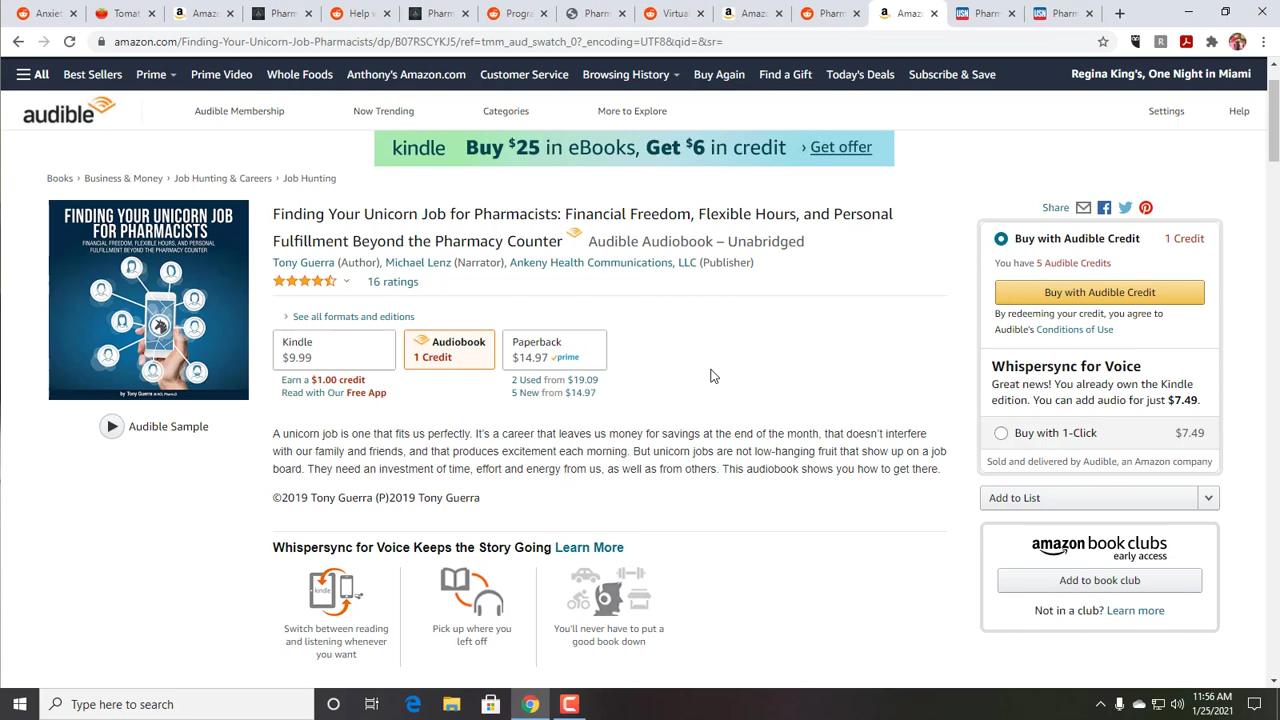 Anxiet
Tomat
Amazo
Pharm
Help w
Pharm
Progra
Pharm
Virtua
Amazo
Pharm
Amaz
Pharm
Pharm
amazon.com/Finding-Your-Unicorn-Job-Pharmacists/dp/B07RSCYKJ5/ref=tmm_aud_swatch_0?_encoding=UTF8&qid=&sr=
All Best Sellers Prime Prime Video Whole Foods Anthony's Amazon.com Customer Service Browsing History Buy Again Find a Gift Today's Deals Subscribe & Save Regina King's, One Night in Miami
audible Audible Membership Now Trending Categories More to Explore Settings Help
kindle Buy $25 in eBooks, Get $6 in credit › Get offer
Books › Business & Money › Job Hunting & Careers › Job Hunting
FINDING YOUR UNICORN JOB
FOR PHARMACISTS
FINANCIAL FREEDOM, FLEXIBLE HOURS, AND PERSONAL
FULFILLMENT BEYOND THE PHARMACY COUNTER
by Tony Guerra
Audible Sample
Finding Your Unicorn Job for Pharmacists: Financial Freedom, Flexible Hours, and Personal
Fulfillment Beyond the Pharmacy Counter Audible Audiobook – Unabridged
Tony Guerra (Author), Michael Lenz (Narrator), Ankeny Health Communications, LLC (Publisher)
16 ratings
› See all formats and editions
Kindle
$9.99
Earn a $1.00 credit
Read with Our Free App
Audiobook
1 Credit
Paperback
$14.97 prime
2 Used from $19.09
5 New from $14.97
A unicorn job is one that fits us perfectly. It's a career that leaves us money for savings at the end of the month, that doesn't interfere
with our family and friends, and that produces excitement each morning. But unicorn jobs are not low-hanging fruit that show up on a job
board. They need an investment of time, effort and energy from us, as well as from others. This audiobook shows you how to get there.
©2019 Tony Guerra (P)2019 Tony Guerra
Whispersync for Voice Keeps the Story Going Learn More
kindle
Switch between reading
and listening whenever
you want
Pick up where you
left off
You'll never have to put a
good book down
Share
Buy with Audible Credit 1 Credit
You have 5 Audible Credits
Buy with Audible Credit
By redeeming your credit, you agree to
Audible's Conditions of Use
Whispersync for Voice
Great news! You already own the Kindle
edition. You can add audio for just $7.49.
Buy with 1-Click $7.49
Sold and delivered by Audible, an Amazon company
Add to List
amazon book clubs
early access
Add to book club
Not in a club? Learn more
Type here to search
11:56 AM
1/25/2021